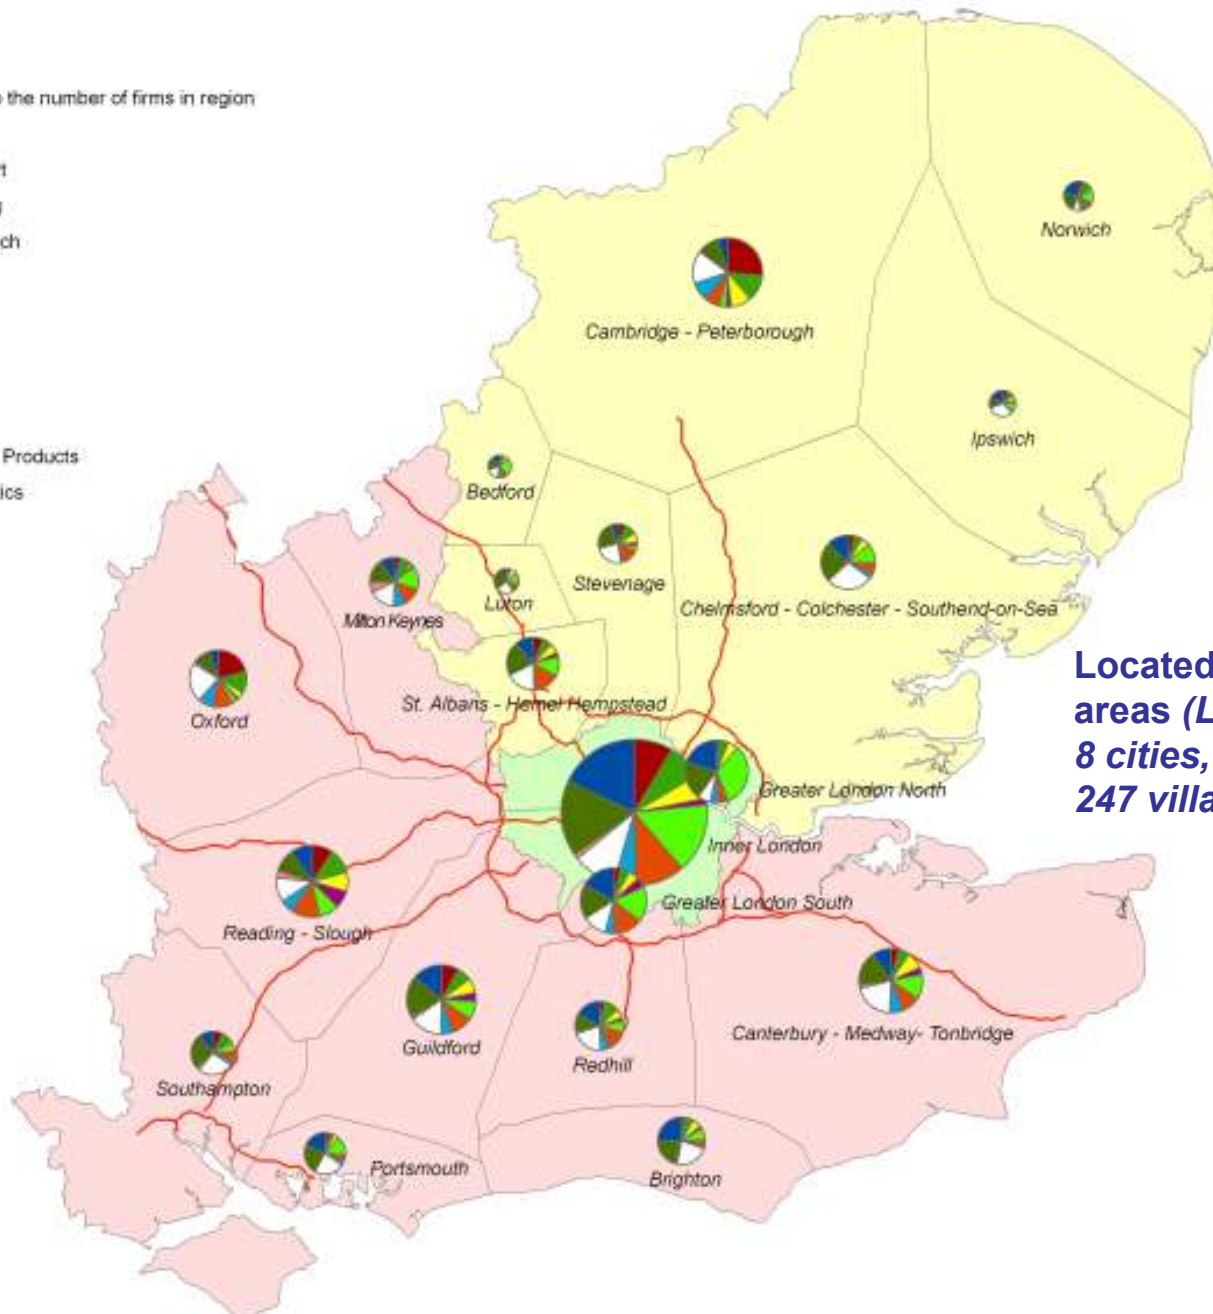 the number of firms in region
Products
Norwich
Cambridge - Peterborough
Ipswich
Bedford
Stevenage
Luton
Chelmsford - Colchester - Southend-on-Sea
Milton Keynes
Located
areas (L
8 cities,
247 villa
St. Albans - Hemel Hempstead
Oxford
Greater London North
Inner London
Greater London South
Reading - Slough
Canterbury - Medway- Tonbridge
Guildford
Redhill
Southampton
Portsmouth
Brighton